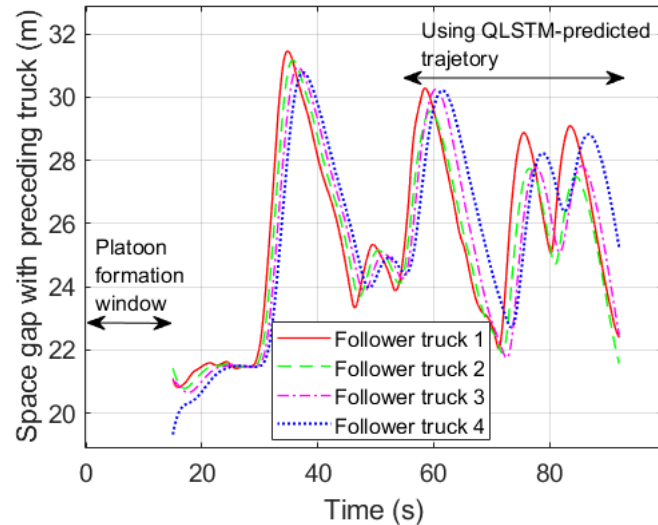 Space gap with preceding truck (m)
32
30
28
26
24
22
20
Using QLSTM-predicted
trajetory
Platoon
formation
window
Follower truck 1
Follower truck 2
Follower truck 3
Follower truck 4
0
20
40
60
80
Time (s)